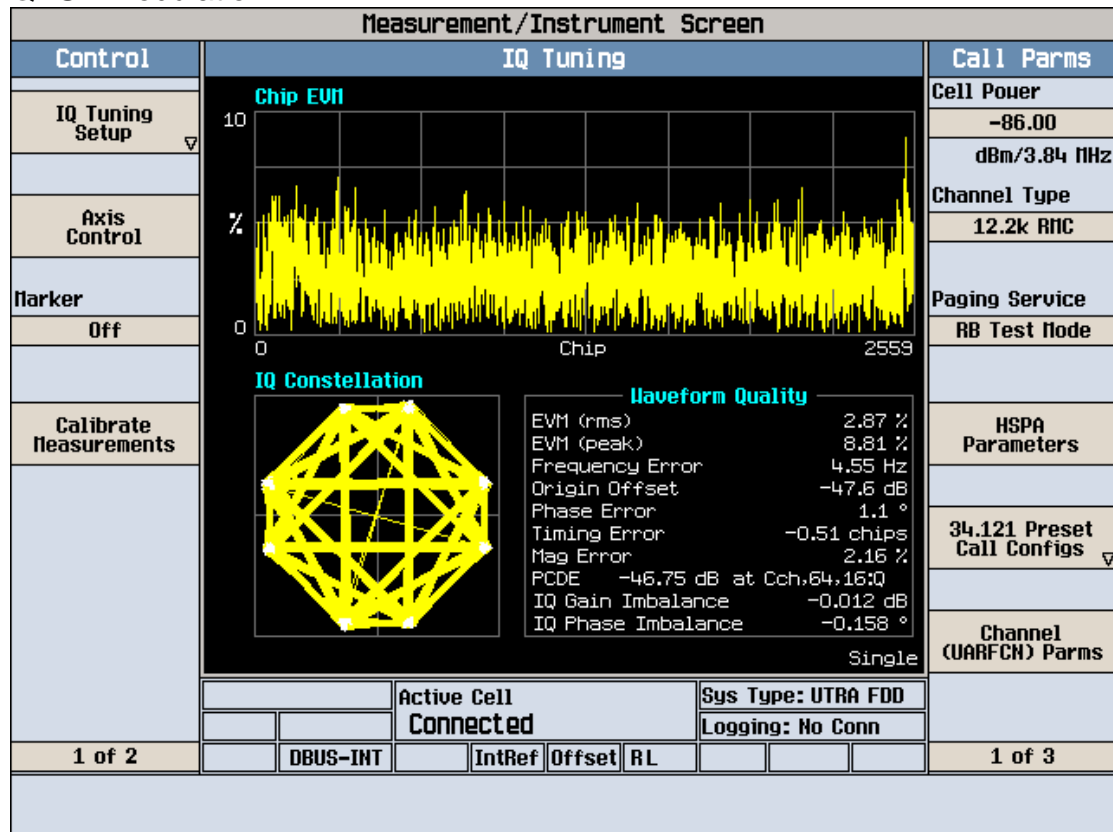 Measurement/Instrument Screen
Control
IQ Tuning
Setup
Axis
Control
Marker
Off
Calibrate
Measurements
1 of 2
IQ Tuning
Chip EVM
10
%
0
0
Chip
2559
IQ Constellation
Waveform Quality
EVM (rms) 2.87 %
EVM (peak) 8.81 %
Frequency Error 4.55 Hz
Origin Offset -47.6 dB
Phase Error 1.1 °
Timing Error -0.51 chips
Mag Error 2.16 %
PCDE -46.75 dB at Cch,64,16:Q
IQ Gain Imbalance -0.012 dB
IQ Phase Imbalance -0.158 °
Single
Active Cell
Connected
Sys Type: UTRA FDD
Logging: No Conn
DBUS-INT
IntRef
Offset
RL
Call Parms
Cell Power
-86.00
dBm/3.84 MHz
Channel Type
12.2k RMC
Paging Service
RB Test Mode
HSPA
Parameters
34.121 Preset
Call Configs
Channel
(UARFCN) Parms
1 of 3